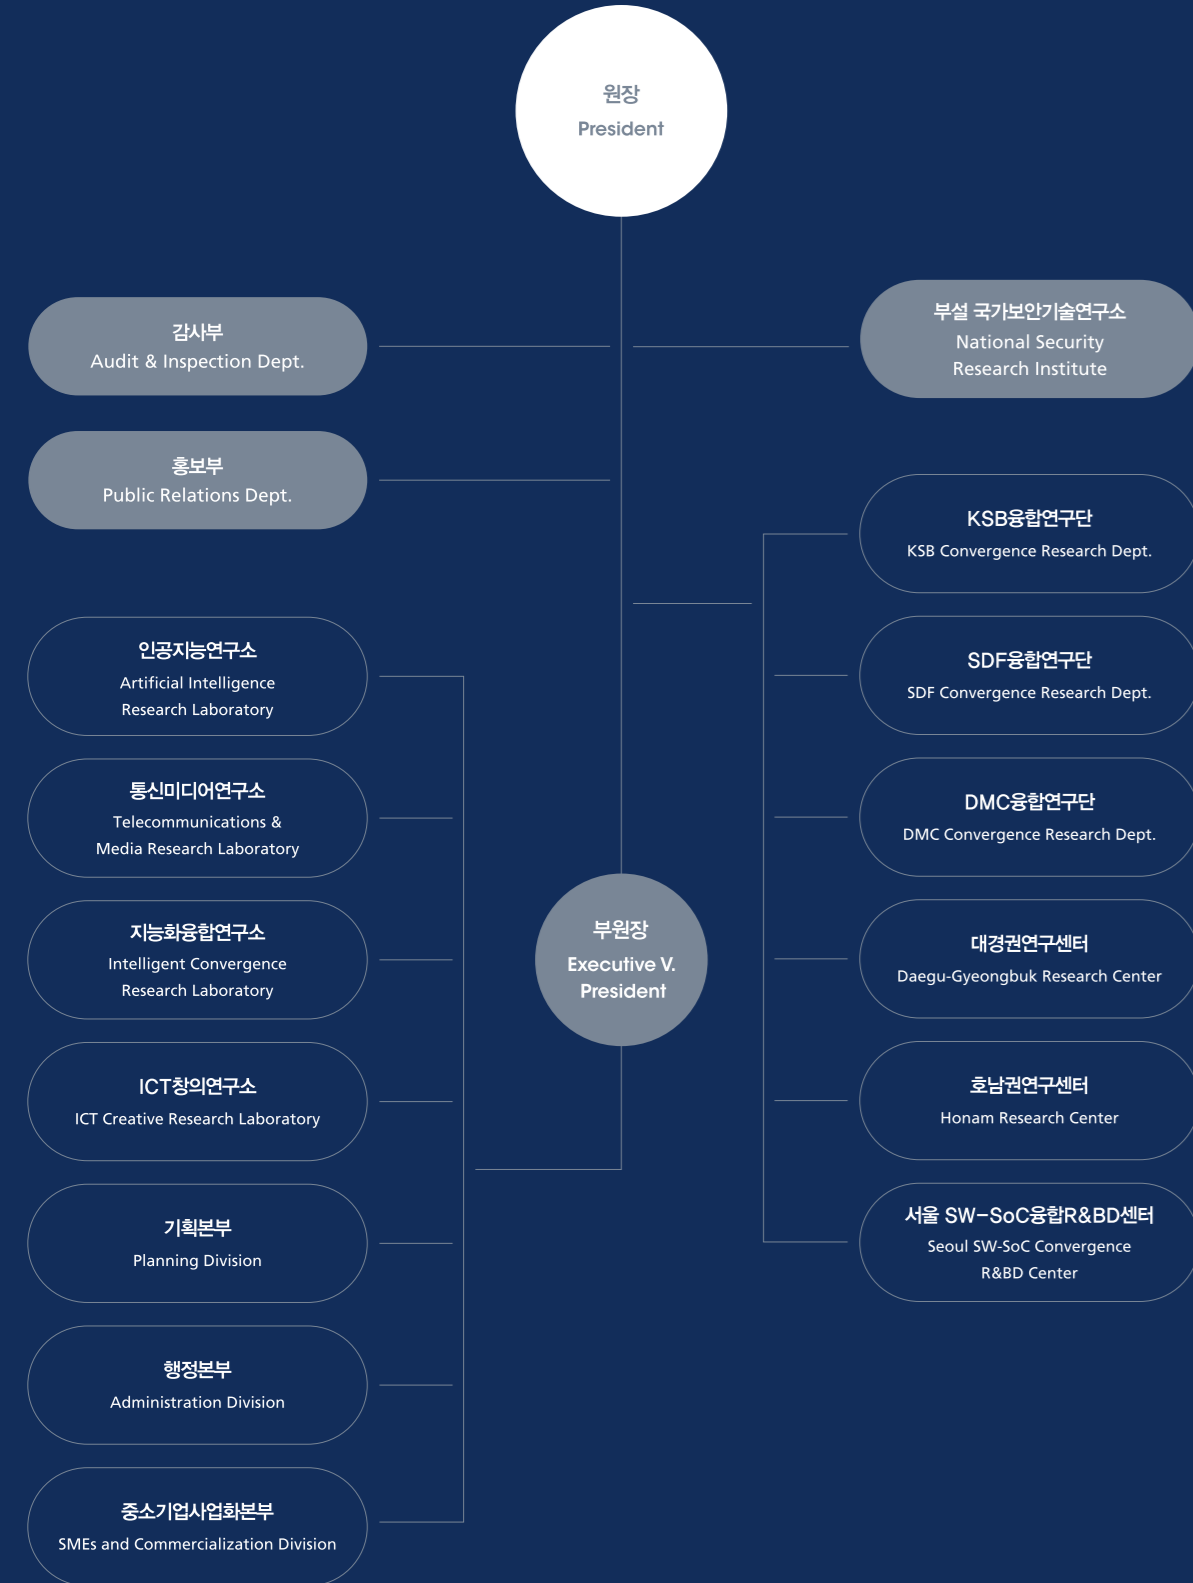 원장
President
감사부
Audit & Inspection Dept.
홍보부
Public Relations Dept.
부설 국가보안기술연구소
National Security
Research Institute
인공지능연구소
Artificial Intelligence
Research Laboratory
통신미디어연구소
Telecommunications &
Media Research Laboratory
지능화융합연구소
Intelligent Convergence
Research Laboratory
ICT창의연구소
ICT Creative Research Laboratory
기획본부
Planning Division
행정본부
Administration Division
중소기업사업화본부
SMEs and Commercialization Division
부원장
Executive V.
President
KSB융합연구단
KSB Convergence Research Dept.
SDF융합연구단
SDF Convergence Research Dept.
DMC융합연구단
DMC Convergence Research Dept.
대경권연구센터
Daegu-Gyeongbuk Research Center
호남권연구센터
Honam Research Center
서울 SW-SoC융합R&BD센터
Seoul SW-SoC Convergence
R&BD Center